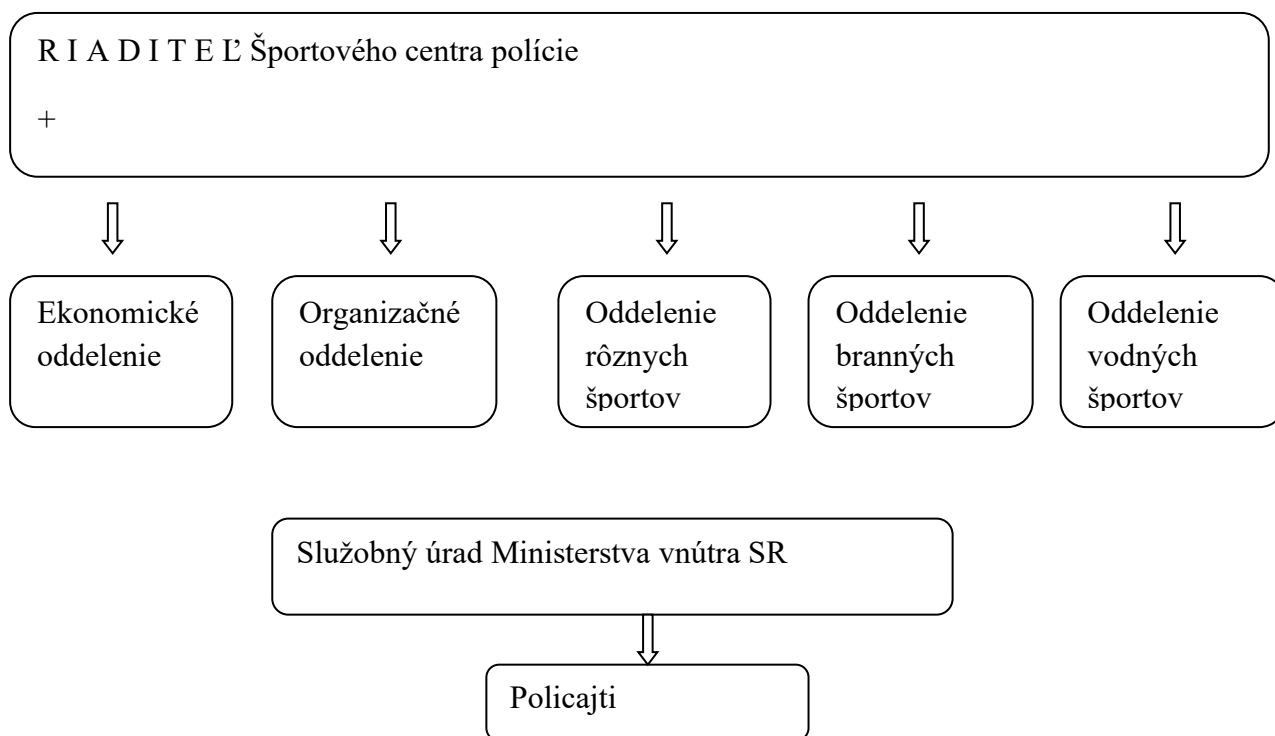 R I A D I T E Ľ Športového centra polície
+
Ekonomické
oddelenie
Organizačné
oddelenie
Oddelenie
rôznych
športov
Oddelenie
branných
športov
Oddelenie
vodných
športov
Služobný úrad Ministerstva vnútra SR
Policajti